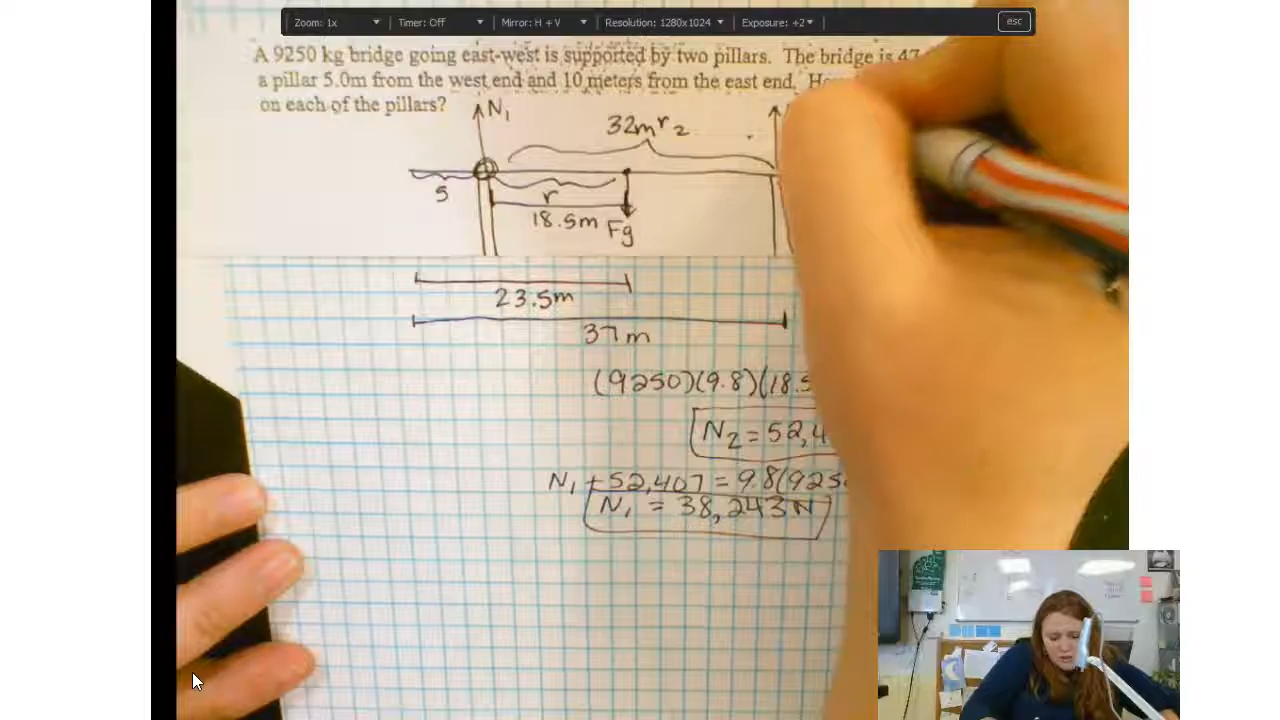 Zoom: 1x Timer: Off Mirror: H + V Resolution: 1280x1024 Exposure: +2 esc
A 9250 kg bridge going east-west is supported by two pillars. The bridge is 47
a pillar 5.0m from the west end and 10 meters from the east end.
on each of the pillars?
N1
32m r2
5
r
18.5m
Fg
23.5m
37m
(9250)(9.8)(18.5
N2 = 52,4
N1 + 52,407 = 9.8(925
N1 = 38,243N